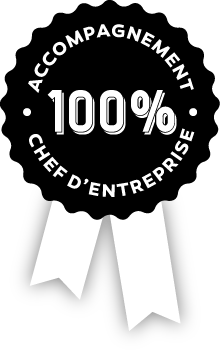 ACCOMPAGNEMENT
100%
CHEF D'ENTREPRISE